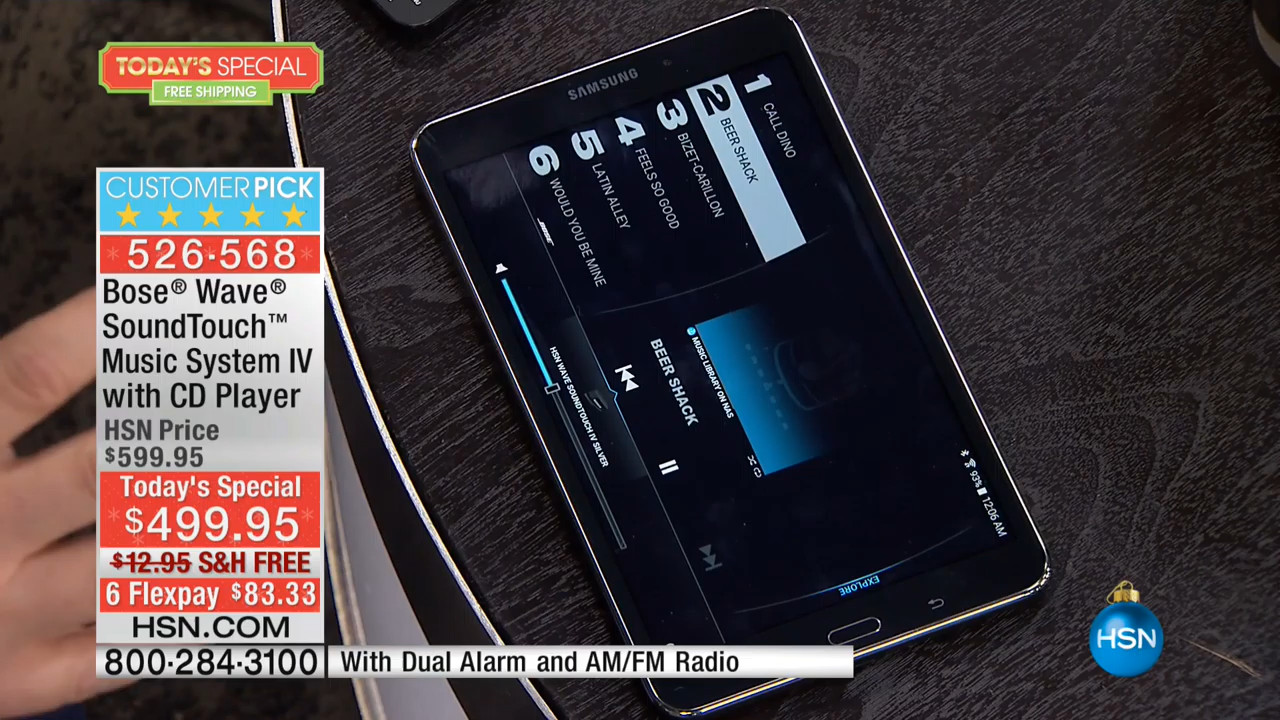 TODAY'S SPECIAL
FREE SHIPPING
CUSTOMER PICK
526·568
Bose® Wave®
SoundTouch™
Music System IV
with CD Player
HSN Price
$599.95
Today's Special
$499.95
$12.95 S&H FREE
6 Flexpay $83.33
HSN.COM
800·284·3100
With Dual Alarm and AM/FM Radio
SAMSUNG
1 CALL DINO
2 BEER SHACK
3 BIZET-CARILLON
4 FEELS SO GOOD
5 LATIN ALLEY
6 WOULD YOU BE MINE
BOSE
MUSIC LIBRARY ON NAS
BEER SHACK
HSN WAVE SOUNDTOUCH IV SILVER
93% 12:06 AM
EXPLORE
HSN